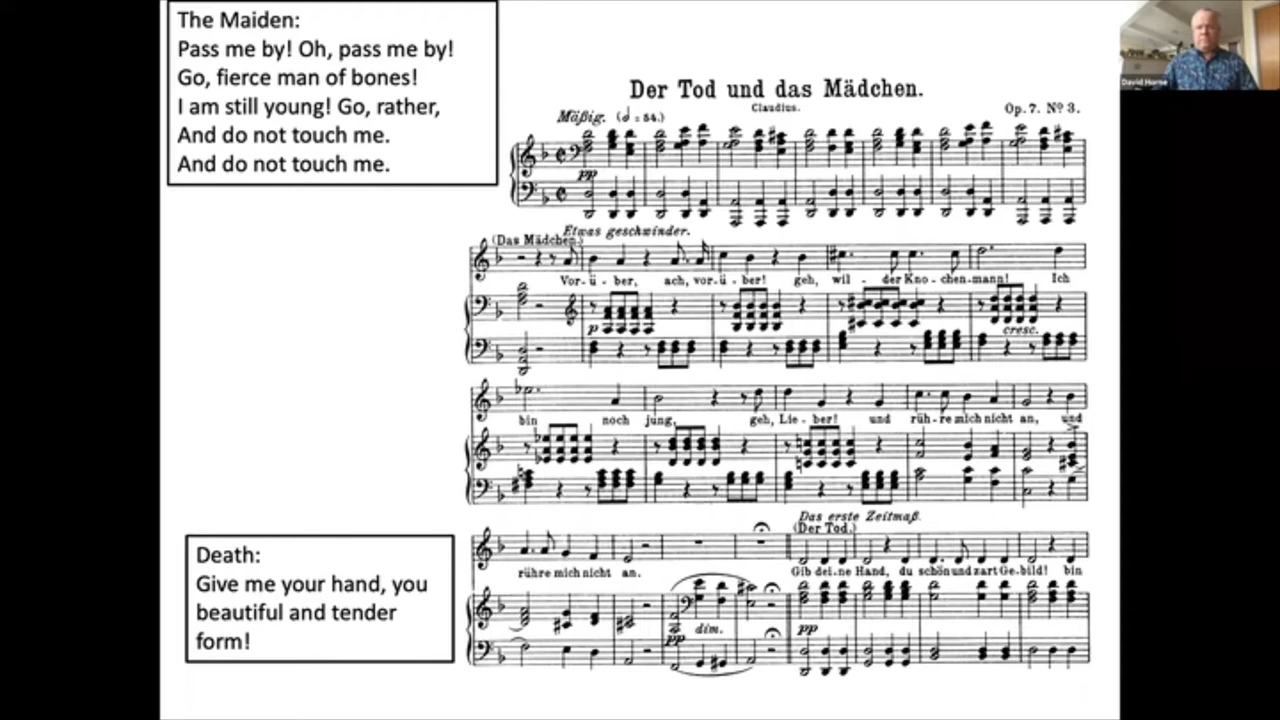 The Maiden:
Pass me by! Oh, pass me by!
Go, fierce man of bones!
I am still young! Go, rather,
And do not touch me.
And do not touch me.
David Horne
Der Tod und das Mädchen.
Claudius.
Mäßig. (𝅗𝅥 = 54.)
Op. 7. Nº 3.
pp
Etwas geschwinder.
(Das Mädchen.)
Vor-ü-ber, ach, vor-ü-ber! geh, wil-der Kno-chen-mann! Ich
p
cresc.
bin noch jung, geh, Lie-ber! und rüh-re mich nicht an, und
Das erste Zeitmaß.
(Der Tod.)
rühre mich nicht an. Gib dei-ne Hand, du schön und zart Ge-bild! bin
dim.
pp
pp
Death:
Give me your hand, you
beautiful and tender
form!